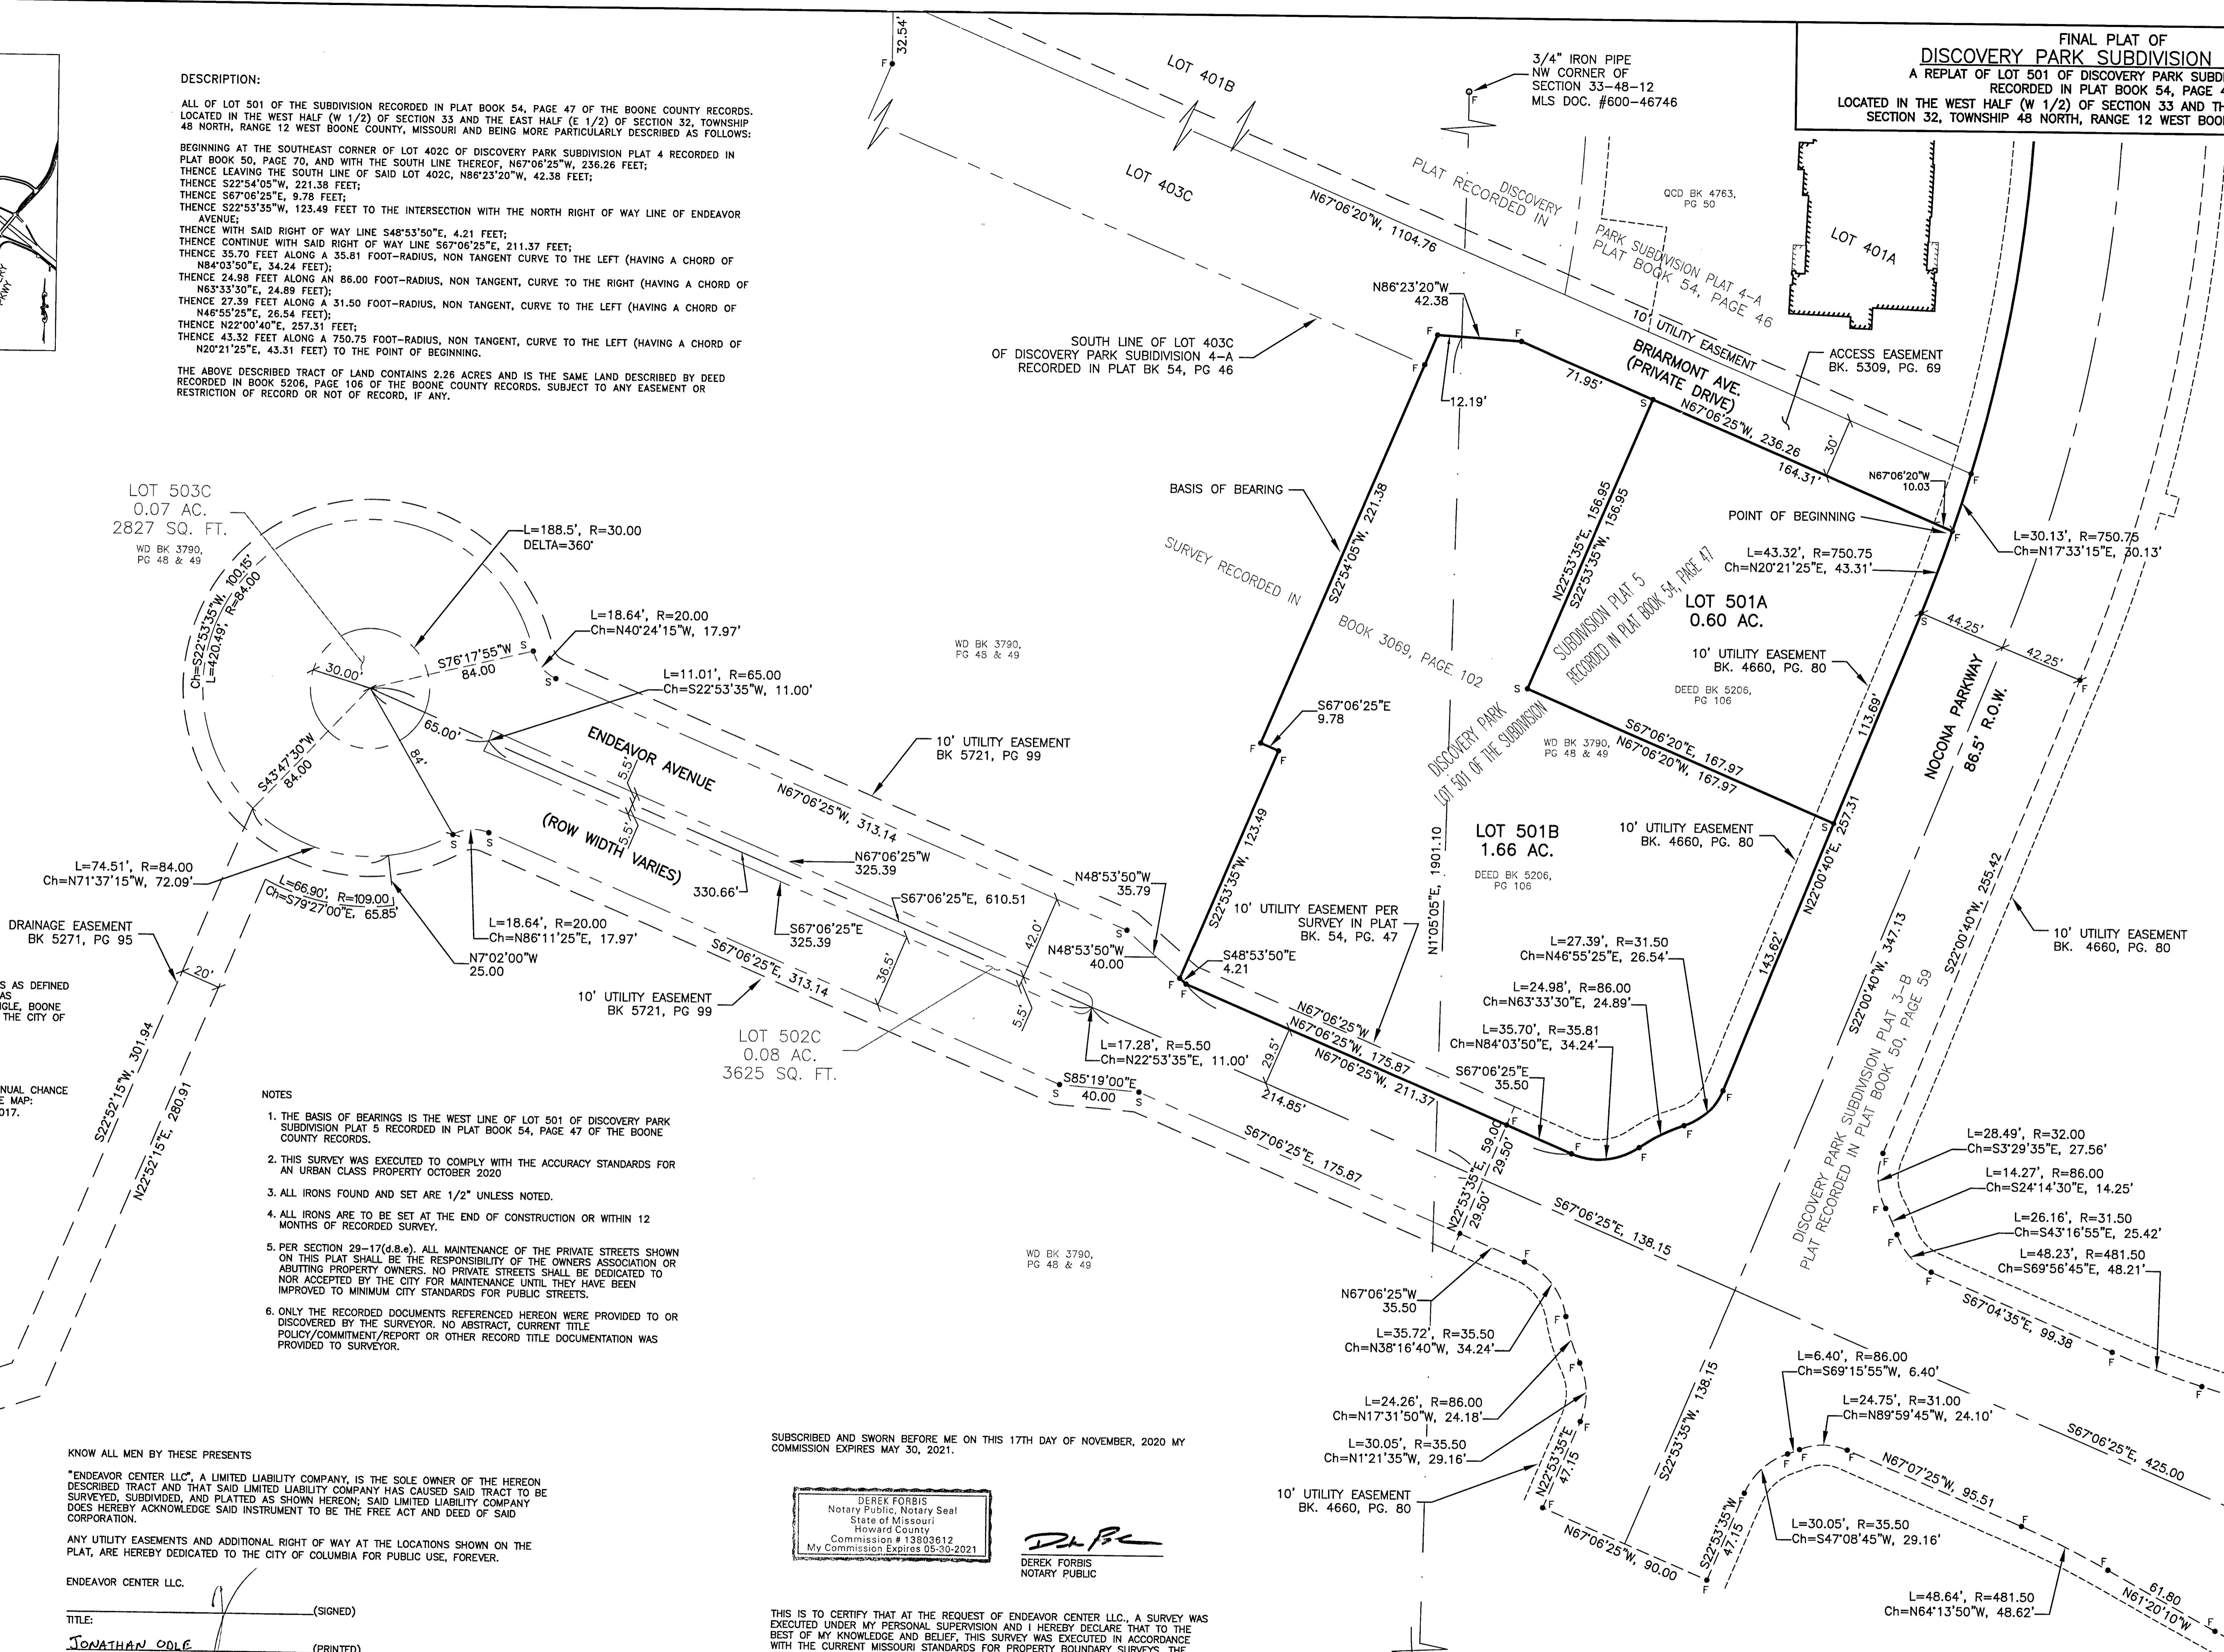 DESCRIPTION:
ALL OF LOT 501 OF THE SUBDIVISION RECORDED IN PLAT BOOK 54, PAGE 47 OF THE BOONE COUNTY RECORDS.
LOCATED IN THE WEST HALF (W 1/2) OF SECTION 33 AND THE EAST HALF (E 1/2) OF SECTION 32, TOWNSHIP
48 NORTH, RANGE 12 WEST BOONE COUNTY, MISSOURI AND BEING MORE PARTICULARLY DESCRIBED AS FOLLOWS:
BEGINNING AT THE SOUTHEAST CORNER OF LOT 402C OF DISCOVERY PARK SUBDIVISION PLAT 4 RECORDED IN
PLAT BOOK 50, PAGE 70, AND WITH THE SOUTH LINE THEREOF, N67°06'25"W, 236.26 FEET;
THENCE LEAVING THE SOUTH LINE OF SAID LOT 402C, N86°23'20"W, 42.38 FEET;
THENCE S22°54'05"W, 221.38 FEET;
THENCE S67°06'25"E, 9.78 FEET;
THENCE S22°53'35"W, 123.49 FEET TO THE INTERSECTION WITH THE NORTH RIGHT OF WAY LINE OF ENDEAVOR
AVENUE;
THENCE WITH SAID RIGHT OF WAY LINE S48°53'50"E, 4.21 FEET;
THENCE CONTINUE WITH SAID RIGHT OF WAY LINE S67°06'25"E, 211.37 FEET;
THENCE 35.70 FEET ALONG A 35.81 FOOT-RADIUS, NON TANGENT CURVE TO THE LEFT (HAVING A CHORD OF
N84°03'50"E, 34.24 FEET);
THENCE 24.98 FEET ALONG AN 86.00 FOOT-RADIUS, NON TANGENT, CURVE TO THE RIGHT (HAVING A CHORD OF
N63°33'30"E, 24.89 FEET);
THENCE 27.39 FEET ALONG A 31.50 FOOT-RADIUS, NON TANGENT, CURVE TO THE LEFT (HAVING A CHORD OF
N46°55'25"E, 26.54 FEET);
THENCE N22°00'40"E, 257.31 FEET;
THENCE 43.32 FEET ALONG A 750.75 FOOT-RADIUS, NON TANGENT, CURVE TO THE LEFT (HAVING A CHORD OF
N20°21'25"E, 43.31 FEET) TO THE POINT OF BEGINNING.
THE ABOVE DESCRIBED TRACT OF LAND CONTAINS 2.26 ACRES AND IS THE SAME LAND DESCRIBED BY DEED
RECORDED IN BOOK 5206, PAGE 106 OF THE BOONE COUNTY RECORDS. SUBJECT TO ANY EASEMENT OR
RESTRICTION OF RECORD OR NOT OF RECORD, IF ANY.
PKWY
32.54'
F
LOT 401B
LOT 403C
3/4" IRON PIPE
NW CORNER OF
SECTION 33-48-12
MLS DOC. #600-46746
F
FINAL PLAT OF
DISCOVERY PARK SUBDIVISION
A REPLAT OF LOT 501 OF DISCOVERY PARK SUBD
RECORDED IN PLAT BOOK 54, PAGE 4
LOCATED IN THE WEST HALF (W 1/2) OF SECTION 33 AND TH
SECTION 32, TOWNSHIP 48 NORTH, RANGE 12 WEST BOO
DISCOVERY
PLAT RECORDED IN
PARK SUBDIVISION PLAT 4-A
PLAT BOOK 54, PAGE 46
QCD BK 4763,
PG 50
LOT 401A
N67°06'20"W, 1104.76
10' UTILITY EASEMENT
BRIARMONT AVE.
(PRIVATE DRIVE)
ACCESS EASEMENT
BK. 5309, PG. 69
N86°23'20"W
42.38
F
F
F
SOUTH LINE OF LOT 403C
OF DISCOVERY PARK SUBIDIVISION 4-A
RECORDED IN PLAT BK 54, PG 46
12.19'
71.95'
S
N67°06'25"W, 236.26
164.31'
30'
N67°06'20"W
10.03
F
POINT OF BEGINNING
F
L=30.13', R=750.75
Ch=N17°33'15"E, 30.13'
L=43.32', R=750.75
Ch=N20°21'25"E, 43.31'
BASIS OF BEARING
S22°54'05"W, 221.38
N22°53'35"E, 156.95
S22°53'35"W, 156.95
SURVEY RECORDED IN
BOOK 3069, PAGE. 102
SUBDIVISION PLAT 5
RECORDED IN PLAT BOOK 54, PAGE 47
DISCOVERY PARK
LOT 501 OF THE SUBDIVISION
LOT 501A
0.60 AC.
10' UTILITY EASEMENT
BK. 4660, PG. 80
DEED BK 5206,
PG 106
S
44.25'
42.25'
F
NOCONA PARKWAY
86.5' R.O.W.
113.69'
S
S67°06'20"E, 167.97
N67°06'20"W, 167.97
WD BK 3790,
PG 48 & 49
S
N22°00'40"E, 257.31
LOT 501B
1.66 AC.
DEED BK 5206,
PG 106
10' UTILITY EASEMENT
BK. 4660, PG. 80
N1°05'05"E, 1901.10
143.62'
S22°00'40"W, 347.13
S22°00'40"W, 255.42
10' UTILITY EASEMENT
BK. 4660, PG. 80
LOT 503C
0.07 AC.
2827 SQ. FT.
WD BK 3790,
PG 48 & 49
L=188.5', R=30.00
DELTA=360°
Ch=S22°53'35"W, 100.15'
L=420.49', R=84.00
L=18.64', R=20.00
Ch=N40°24'15"W, 17.97'
S
S
30.00'
S76°17'55"W
84.00
L=11.01', R=65.00
Ch=S22°53'35"W, 11.00'
65.00'
84'
S43°47'30"W
84.00
WD BK 3790,
PG 48 & 49
S67°06'25"E
9.78
F
F
ENDEAVOR AVENUE
(ROW WIDTH VARIES)
5.5'
5.5'
10' UTILITY EASEMENT
BK 5721, PG 99
N67°06'25"W, 313.14
S22°53'35"W, 123.49
N67°06'25"W
325.39
330.66'
S67°06'25"E
325.39
S67°06'25"E, 610.51
42.0'
36.5'
5.5'
N48°53'50"W
35.79
S
N48°53'50"W
40.00
S48°53'50"E
4.21
F
F
10' UTILITY EASEMENT PER
SURVEY IN PLAT
BK. 54, PG. 47
L=74.51', R=84.00
Ch=N71°37'15"W, 72.09'
L=66.90', R=109.00
Ch=S79°27'00"E, 65.85'
S
S
L=18.64', R=20.00
Ch=N86°11'25"E, 17.97'
N7°02'00"W
25.00
DRAINAGE EASEMENT
BK 5271, PG 95
20'
S67°06'25"E, 313.14
10' UTILITY EASEMENT
BK 5721, PG 99
LOT 502C
0.08 AC.
3625 SQ. FT.
L=17.28', R=5.50
Ch=N22°53'35"E, 11.00'
S
S85°19'00"E
40.00
S
N67°06'25"W
N67°06'25"W, 175.87
N67°06'25"W, 211.37
29.5'
214.85'
S67°06'25"E, 175.87
L=27.39', R=31.50
Ch=N46°55'25"E, 26.54'
L=24.98', R=86.00
Ch=N63°33'30"E, 24.89'
L=35.70', R=35.81
Ch=N84°03'50"E, 34.24'
S67°06'25"E
35.50
F
F
F
F
F
N22°53'35"E, 59.00
29.50'
29.50'
F
S67°06'25"E, 138.15
DISCOVERY PARK SUBDIVISION PLAT 3-B
PLAT RECORDED IN PLAT BOOK 50, PAGE 59
L=28.49', R=32.00
Ch=S3°29'35"E, 27.56'
L=14.27', R=86.00
Ch=S24°14'30"E, 14.25'
L=26.16', R=31.50
Ch=S43°16'55"E, 25.42'
L=48.23', R=481.50
Ch=S69°56'45"E, 48.21'
F
F
F
F
S67°04'35"E, 99.38
F
F
S22°52'15"W, 301.94
N22°52'15"E, 280.91
S AS DEFINED
AS
NGLE, BOONE
THE CITY OF
NUAL CHANGE
E MAP:
017.
NOTES
1. THE BASIS OF BEARINGS IS THE WEST LINE OF LOT 501 OF DISCOVERY PARK
SUBDIVISION PLAT 5 RECORDED IN PLAT BOOK 54, PAGE 47 OF THE BOONE
COUNTY RECORDS.
2. THIS SURVEY WAS EXECUTED TO COMPLY WITH THE ACCURACY STANDARDS FOR
AN URBAN CLASS PROPERTY OCTOBER 2020
3. ALL IRONS FOUND AND SET ARE 1/2" UNLESS NOTED.
4. ALL IRONS ARE TO BE SET AT THE END OF CONSTRUCTION OR WITHIN 12
MONTHS OF RECORDED SURVEY.
5. PER SECTION 29-17(d.8.e). ALL MAINTENANCE OF THE PRIVATE STREETS SHOWN
ON THIS PLAT SHALL BE THE RESPONSIBILITY OF THE OWNERS ASSOCIATION OR
ABUTTING PROPERTY OWNERS. NO PRIVATE STREETS SHALL BE DEDICATED TO
NOR ACCEPTED BY THE CITY FOR MAINTENANCE UNTIL THEY HAVE BEEN
IMPROVED TO MINIMUM CITY STANDARDS FOR PUBLIC STREETS.
6. ONLY THE RECORDED DOCUMENTS REFERENCED HEREON WERE PROVIDED TO OR
DISCOVERED BY THE SURVEYOR. NO ABSTRACT, CURRENT TITLE
POLICY/COMMITMENT/REPORT OR OTHER RECORD TITLE DOCUMENTATION WAS
PROVIDED TO SURVEYOR.
WD BK 3790,
PG 48 & 49
N67°06'25"W
35.50
F
L=35.72', R=35.50
Ch=N38°16'40"W, 34.24'
F
L=24.26', R=86.00
Ch=N17°31'50"W, 24.18'
F
L=30.05', R=35.50
Ch=N1°21'35"W, 29.16'
F
N22°53'35"E
47.15
10' UTILITY EASEMENT
BK. 4660, PG. 80
F
N67°06'25"W, 90.00
F
S22°53'35"W, 138.15
S22°53'35"W
47.15
L=6.40', R=86.00
Ch=S69°15'55"W, 6.40'
L=24.75', R=31.00
Ch=N89°59'45"W, 24.10'
F
F
F
F
L=30.05', R=35.50
Ch=S47°08'45"W, 29.16'
N67°07'25"W, 95.51
S67°06'25"E, 425.00
F
L=48.64', R=481.50
Ch=N64°13'50"W, 48.62'
F
61.80
N61°20'10"W
F
KNOW ALL MEN BY THESE PRESENTS
"ENDEAVOR CENTER LLC", A LIMITED LIABILITY COMPANY, IS THE SOLE OWNER OF THE HEREON
DESCRIBED TRACT AND THAT SAID LIMITED LIABILITY COMPANY HAS CAUSED SAID TRACT TO BE
SURVEYED, SUBDIVIDED, AND PLATTED AS SHOWN HEREON; SAID LIMITED LIABILITY COMPANY
DOES HEREBY ACKNOWLEDGE SAID INSTRUMENT TO BE THE FREE ACT AND DEED OF SAID
CORPORATION.
ANY UTILITY EASEMENTS AND ADDITIONAL RIGHT OF WAY AT THE LOCATIONS SHOWN ON THE
PLAT, ARE HEREBY DEDICATED TO THE CITY OF COLUMBIA FOR PUBLIC USE, FOREVER.
ENDEAVOR CENTER LLC.
(SIGNED)
TITLE:
JONATHAN ODLE
(PRINTED)
SUBSCRIBED AND SWORN BEFORE ME ON THIS 17TH DAY OF NOVEMBER, 2020 MY
COMMISSION EXPIRES MAY 30, 2021.
DEREK FORBIS
Notary Public, Notary Seal
State of Missouri
Howard County
Commission # 13803612
My Commission Expires 05-30-2021
DEREK FORBIS
NOTARY PUBLIC
THIS IS TO CERTIFY THAT AT THE REQUEST OF ENDEAVOR CENTER LLC., A SURVEY WAS
EXECUTED UNDER MY PERSONAL SUPERVISION AND I HEREBY DECLARE THAT TO THE
BEST OF MY KNOWLEDGE AND BELIEF, THIS SURVEY WAS EXECUTED IN ACCORDANCE
WITH THE CURRENT MISSOURI STANDARDS FOR PROPERTY BOUNDARY SURVEYS. THE